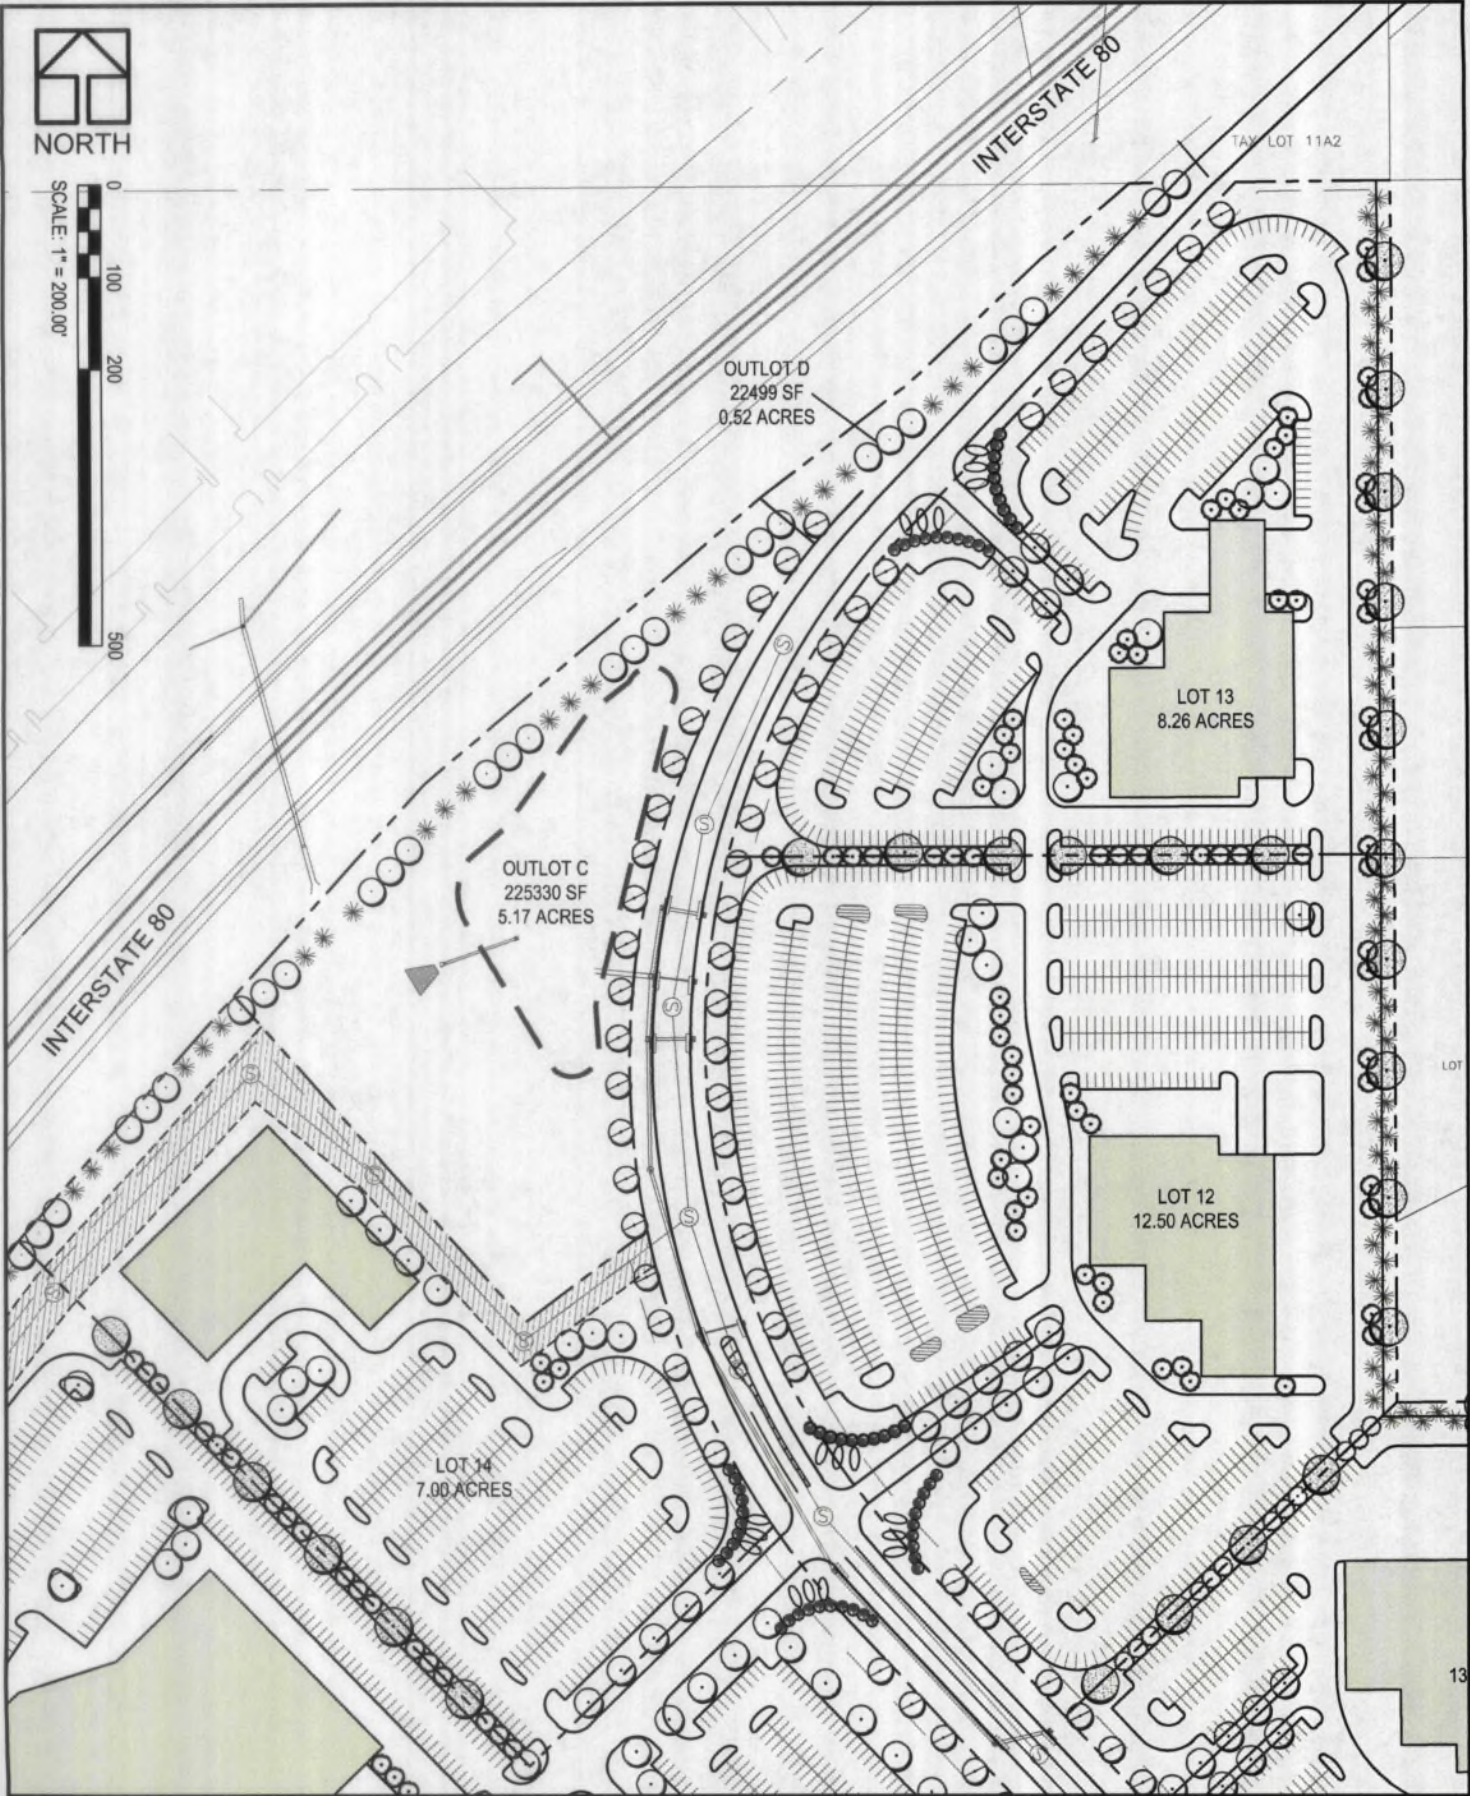 NORTH
SCALE: 1" = 200.00'
0
100
200
500
INTERSTATE 80
TAX LOT 11A2
OUTLOT D
22499 SF
0.52 ACRES
LOT 13
8.26 ACRES
OUTLOT C
225330 SF
5.17 ACRES
INTERSTATE 80
LOT
LOT 12
12.50 ACRES
LOT 14
7.00 ACRES
13
S
S
S
S
S
S
S
S
S
S
S